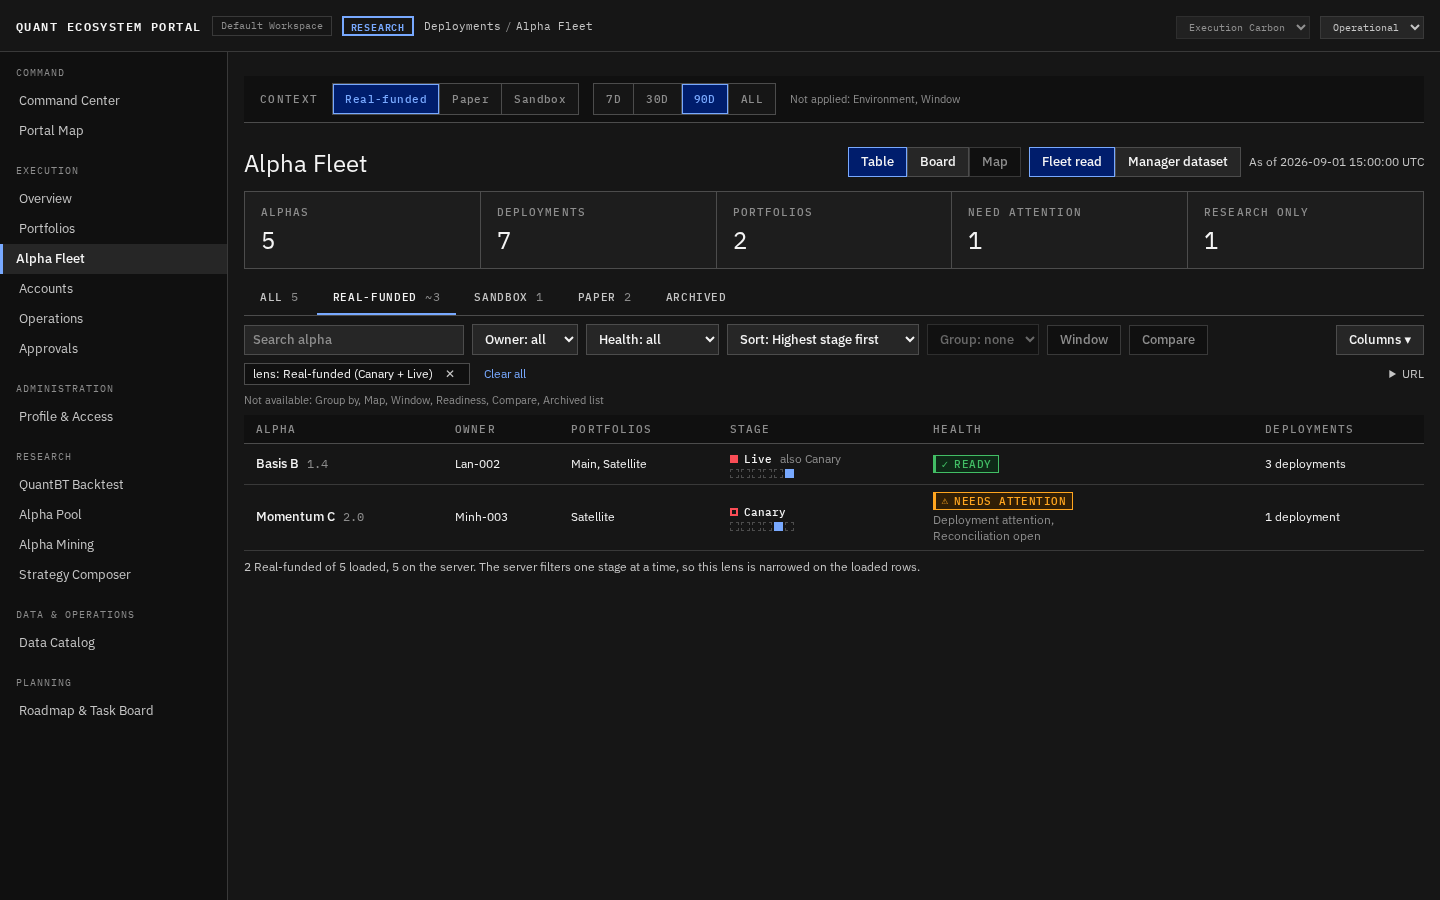 QUANT ECOSYSTEM PORTAL Default Workspace RESEARCH Deployments / Alpha Fleet Execution Carbon Operational
COMMAND
Command Center
Portal Map
EXECUTION
Overview
Portfolios
Alpha Fleet
Accounts
Operations
Approvals
ADMINISTRATION
Profile & Access
RESEARCH
QuantBT Backtest
Alpha Pool
Alpha Mining
Strategy Composer
DATA & OPERATIONS
Data Catalog
PLANNING
Roadmap & Task Board
CONTEXT Real-funded Paper Sandbox 7D 30D 90D ALL Not applied: Environment, Window
Alpha Fleet Table Board Map Fleet read Manager dataset As of 2026-09-01 15:00:00 UTC
ALPHAS DEPLOYMENTS PORTFOLIOS NEED ATTENTION RESEARCH ONLY
5 7 2 1 1
ALL 5 REAL-FUNDED ~3 SANDBOX 1 PAPER 2 ARCHIVED
Search alpha Owner: all Health: all Sort: Highest stage first Group: none Window Compare Columns ▾
lens: Real-funded (Canary + Live) ✕ Clear all ▶ URL
Not available: Group by, Map, Window, Readiness, Compare, Archived list
ALPHA OWNER PORTFOLIOS STAGE HEALTH DEPLOYMENTS
Basis B 1.4 Lan-002 Main, Satellite Live also Canary ✓ READY 3 deployments
Momentum C 2.0 Minh-003 Satellite Canary ⚠ NEEDS ATTENTION 1 deployment
Deployment attention,
Reconciliation open
2 Real-funded of 5 loaded, 5 on the server. The server filters one stage at a time, so this lens is narrowed on the loaded rows.